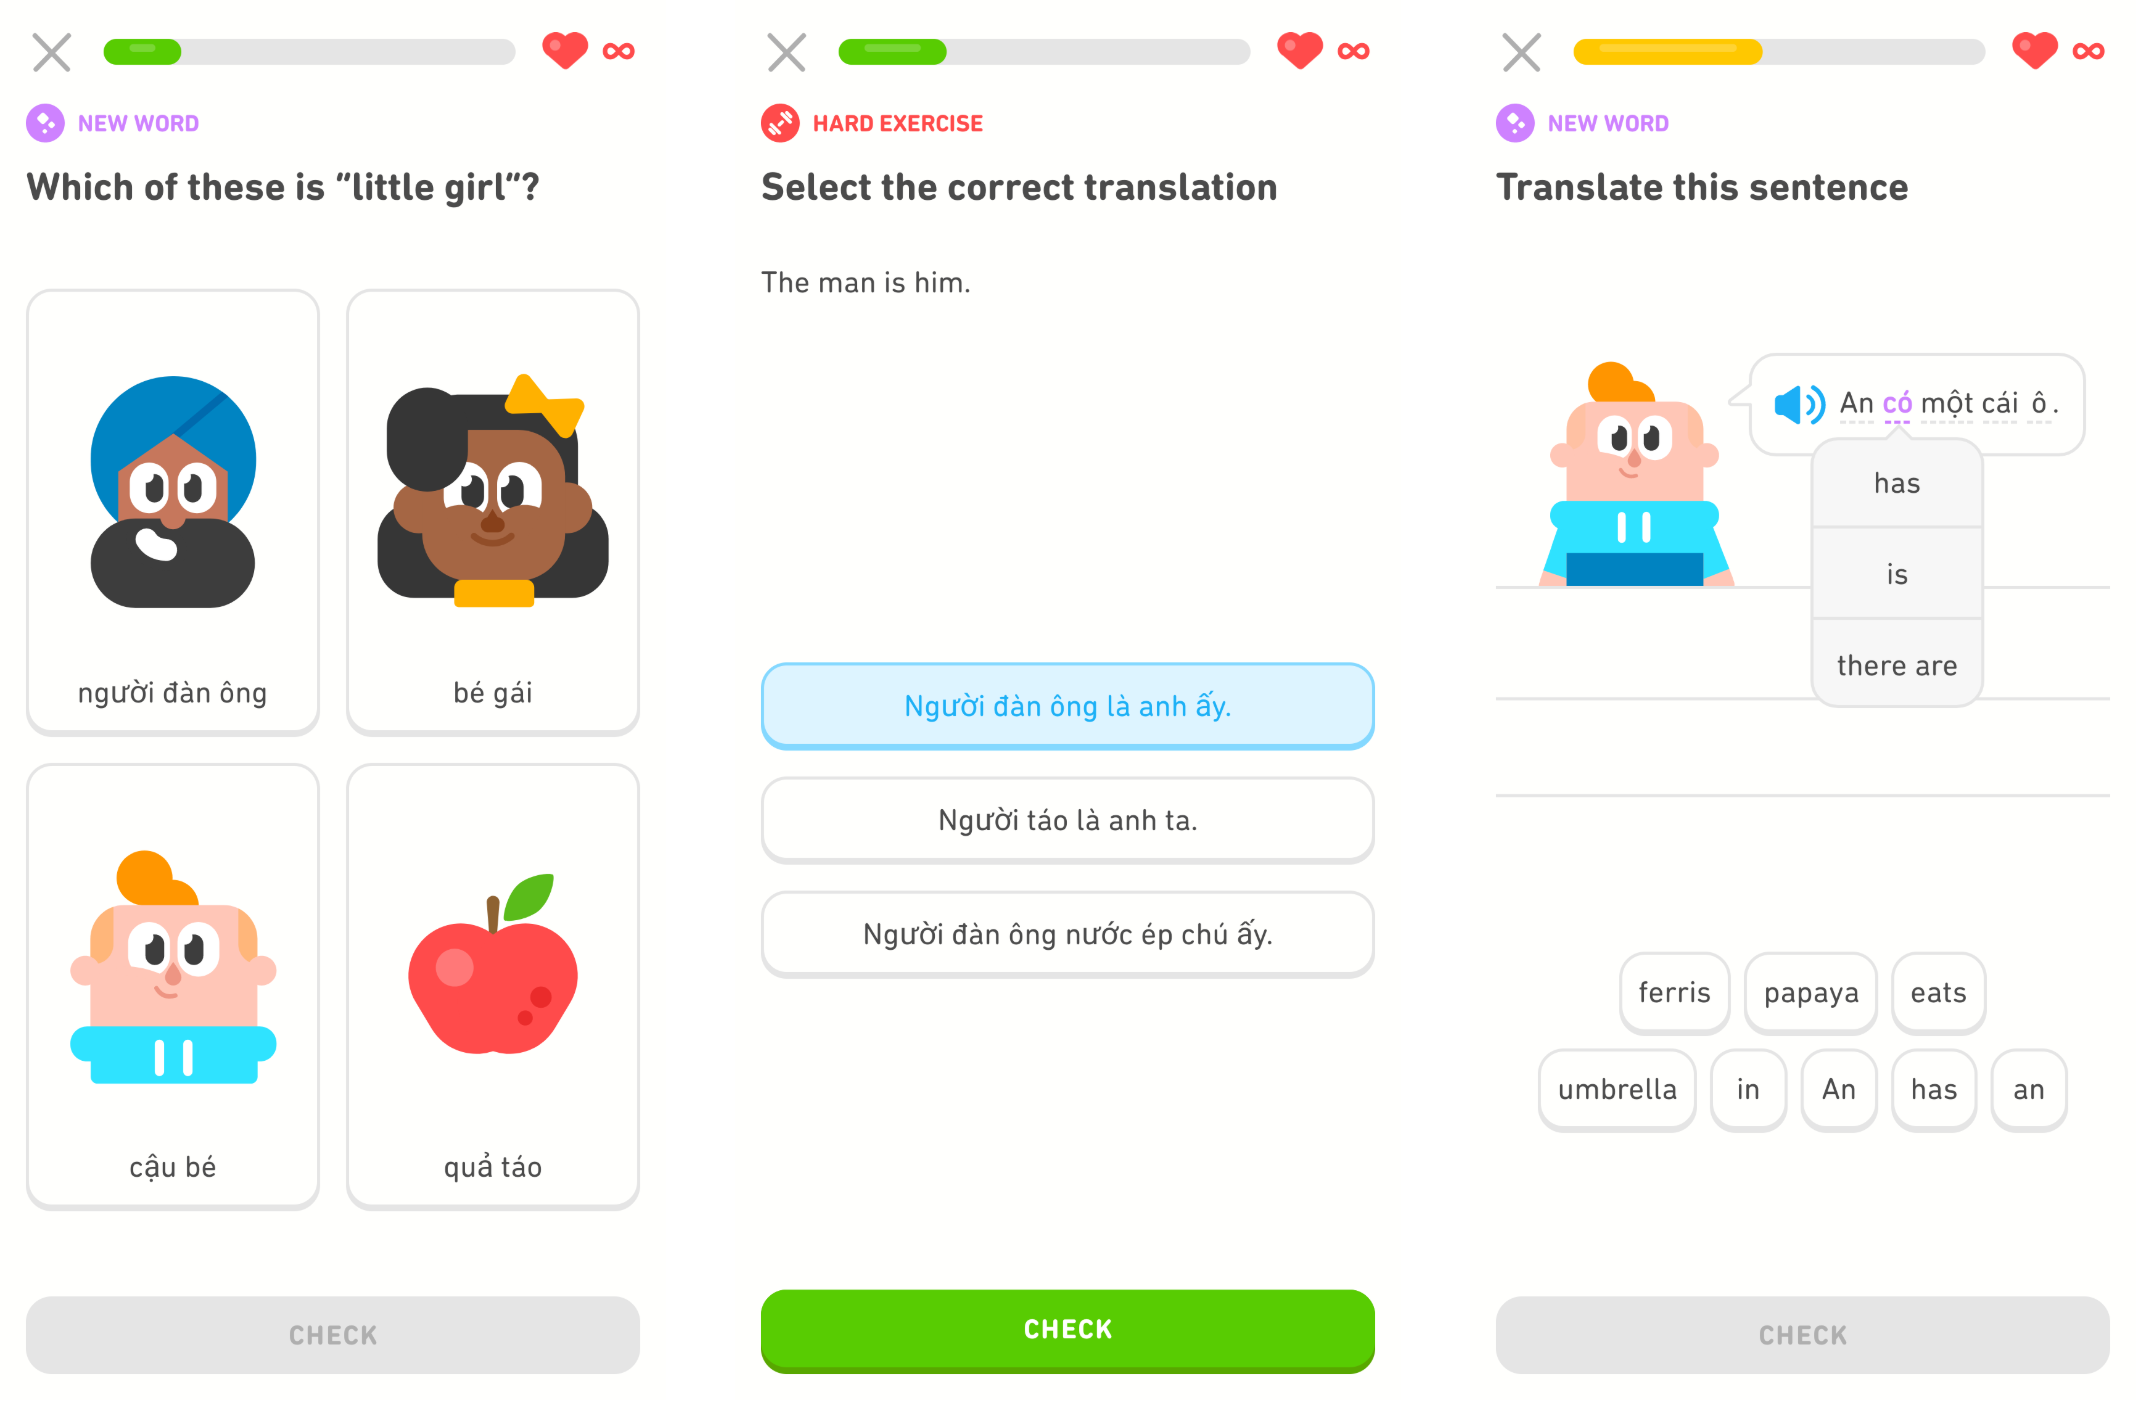 NEW WORD
Which of these is “little girl”?
người đàn ông
bé gái
cậu bé
quả táo
CHECK
HARD EXERCISE
Select the correct translation
The man is him.
Người đàn ông là anh ấy.
Người táo là anh ta.
Người đàn ông nước ép chú ấy.
CHECK
NEW WORD
Translate this sentence
An có một cái ô.
has
is
there are
ferris papaya eats
umbrella in An has an
CHECK